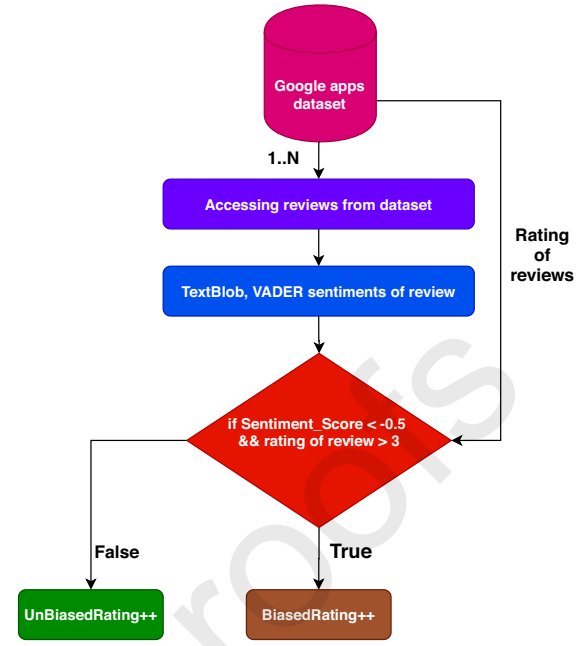 Google apps
dataset
1..N
Accessing reviews from dataset
Rating
of
reviews
TextBlob, VADER sentiments of review
if Sentiment_Score < -0.5
&& rating of review > 3
False
True
UnBiasedRating++
BiasedRating++
roofs